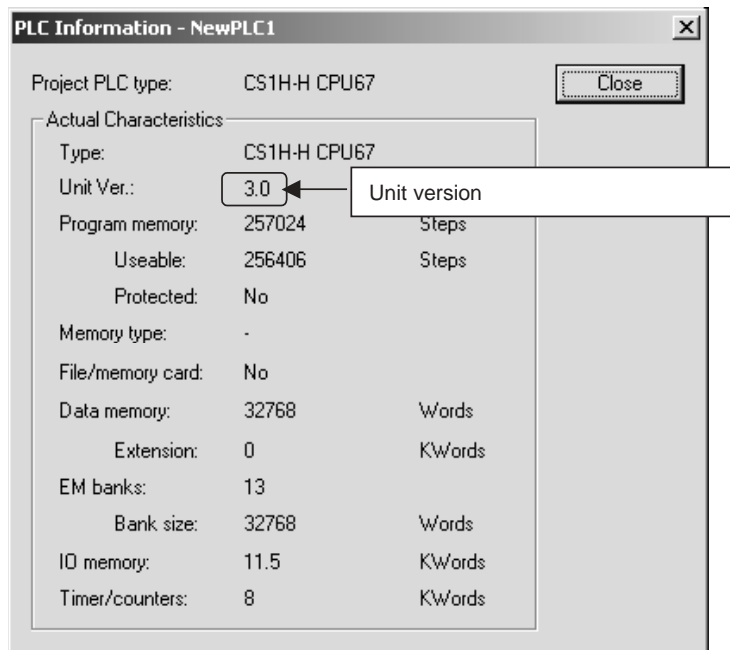 PLC Information - NewPLC1
Project PLC type: CS1H-H CPU67 Close
Actual Characteristics
Type: CS1H-H CPU67
Unit Ver.: 3.0 Unit version
Program memory: 257024 Steps
Useable: 256406 Steps
Protected: No
Memory type: -
File/memory card: No
Data memory: 32768 Words
Extension: 0 KWords
EM banks: 13
Bank size: 32768 Words
IO memory: 11.5 KWords
Timer/counters: 8 KWords